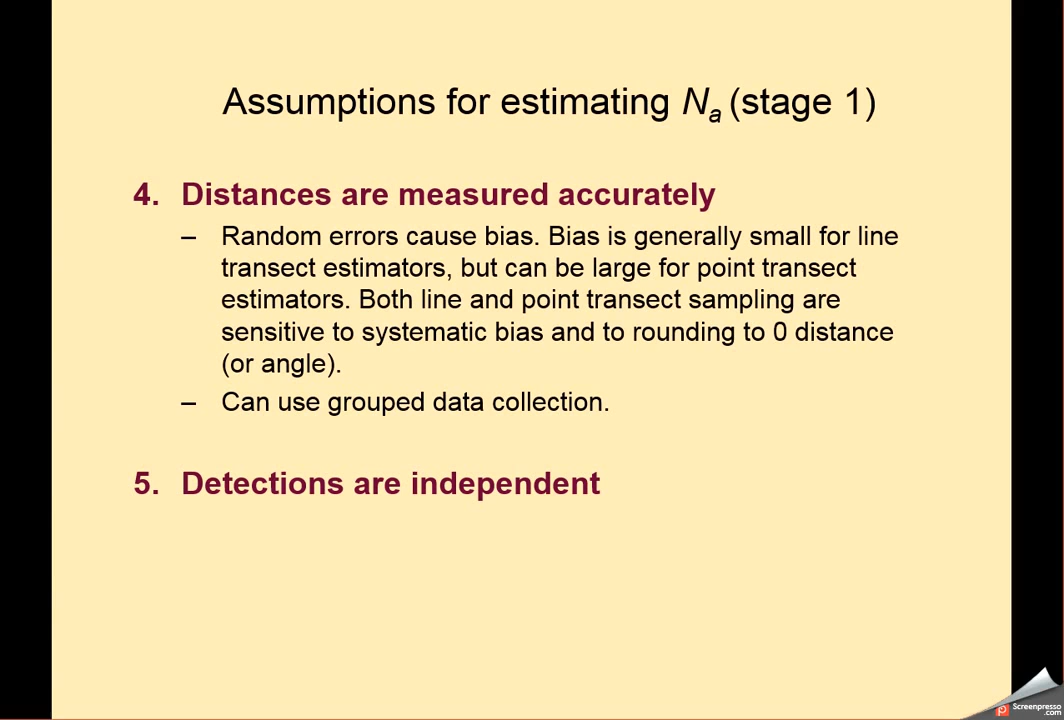 Assumptions for estimating Na (stage 1)
4. Distances are measured accurately
– Random errors cause bias. Bias is generally small for line
transect estimators, but can be large for point transect
estimators. Both line and point transect sampling are
sensitive to systematic bias and to rounding to 0 distance
(or angle).
– Can use grouped data collection.
5. Detections are independent
Screenpresso
.com